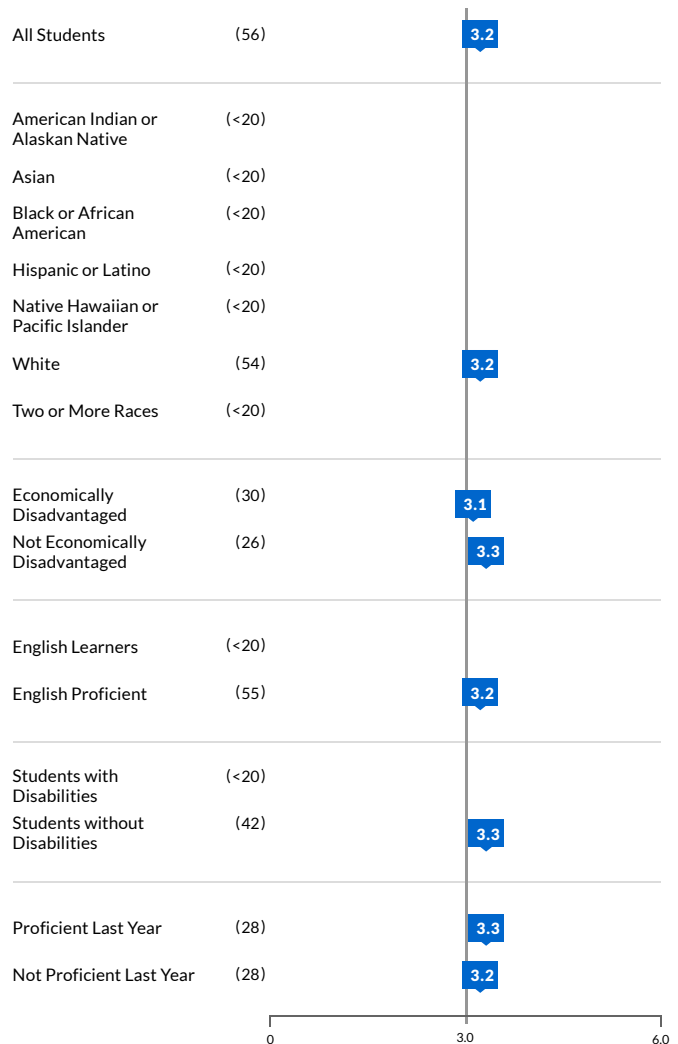 All Students (56) 3.2
American Indian or (<20)
Alaskan Native
Asian (<20)
Black or African (<20)
American
Hispanic or Latino (<20)
Native Hawaiian or (<20)
Pacific Islander
White (54) 3.2
Two or More Races (<20)
Economically (30) 3.1
Disadvantaged
Not Economically (26) 3.3
Disadvantaged
English Learners (<20)
English Proficient (55) 3.2
Students with (<20)
Disabilities
Students without (42) 3.3
Disabilities
Proficient Last Year (28) 3.3
Not Proficient Last Year (28) 3.2
0 3.0 6.0